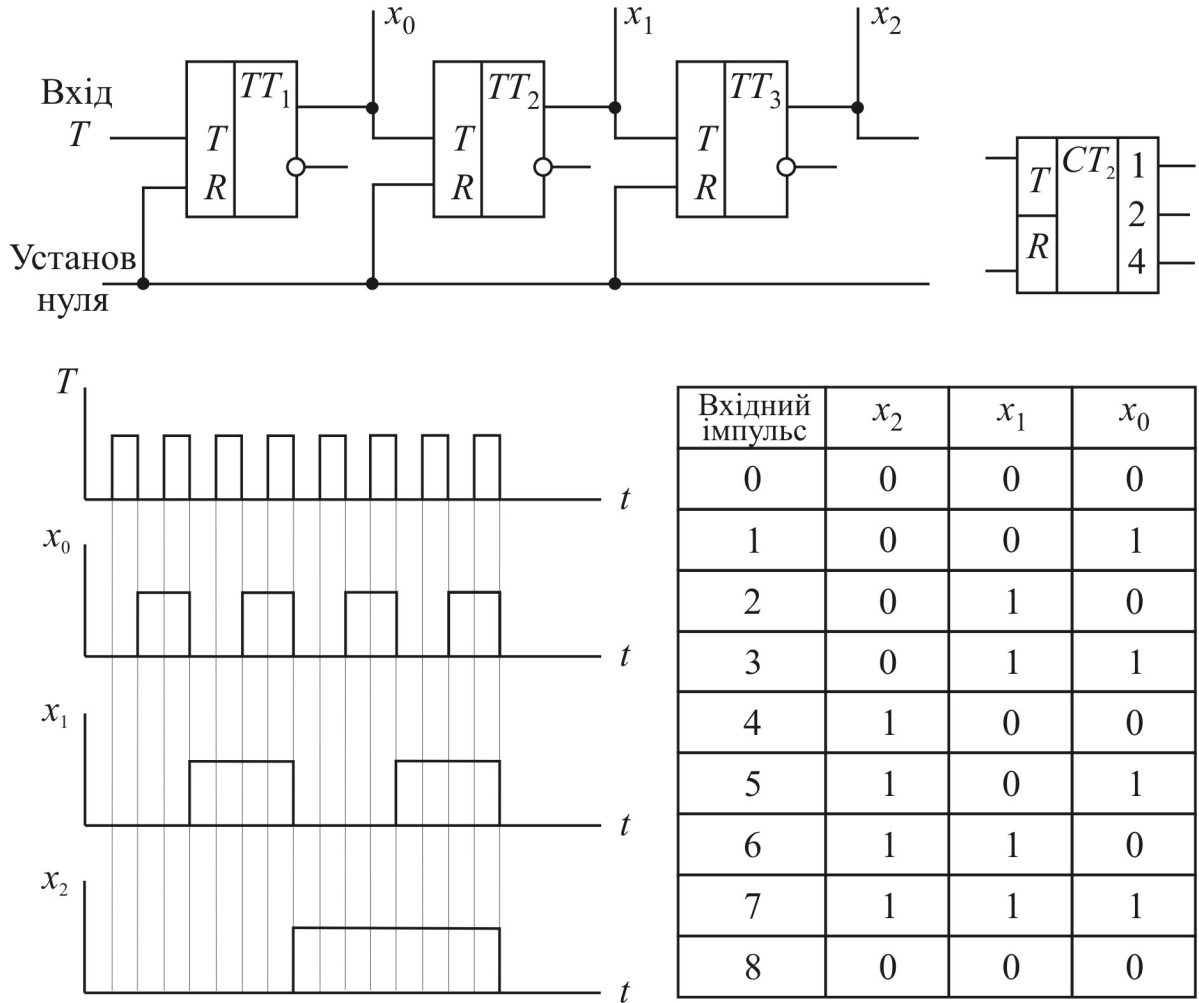 x₀ x₁ x₂
Вхід
T
TT₁
T
R
TT₂
T
R
TT₃
T
R
Установ
нуля
T
R
CT₂
1
2
4
T
t
x₀
t
x₁
t
x₂
t
Вхідний імпульс x₂ x₁ x₀
0 0 0 0
1 0 0 1
2 0 1 0
3 0 1 1
4 1 0 0
5 1 0 1
6 1 1 0
7 1 1 1
8 0 0 0